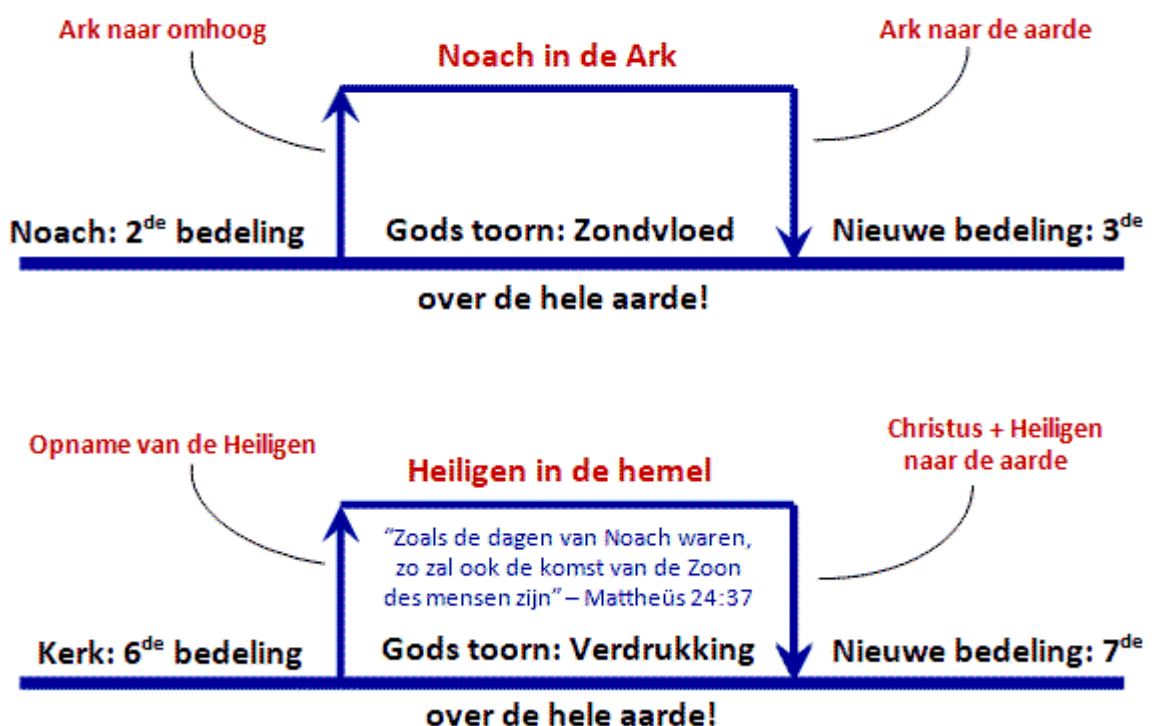 Ark naar omhoog
Noach in de Ark
Ark naar de aarde
Noach: 2de bedeling
Gods toorn: Zondvloed
Nieuwe bedeling: 3de
over de hele aarde!
Opname van de Heiligen
Heiligen in de hemel
Christus + Heiligen
naar de aarde
“Zoals de dagen van Noach waren,
zo zal ook de komst van de Zoon
des mensen zijn” – Mattheüs 24:37
Kerk: 6de bedeling
Gods toorn: Verdrukking
Nieuwe bedeling: 7de
over de hele aarde!